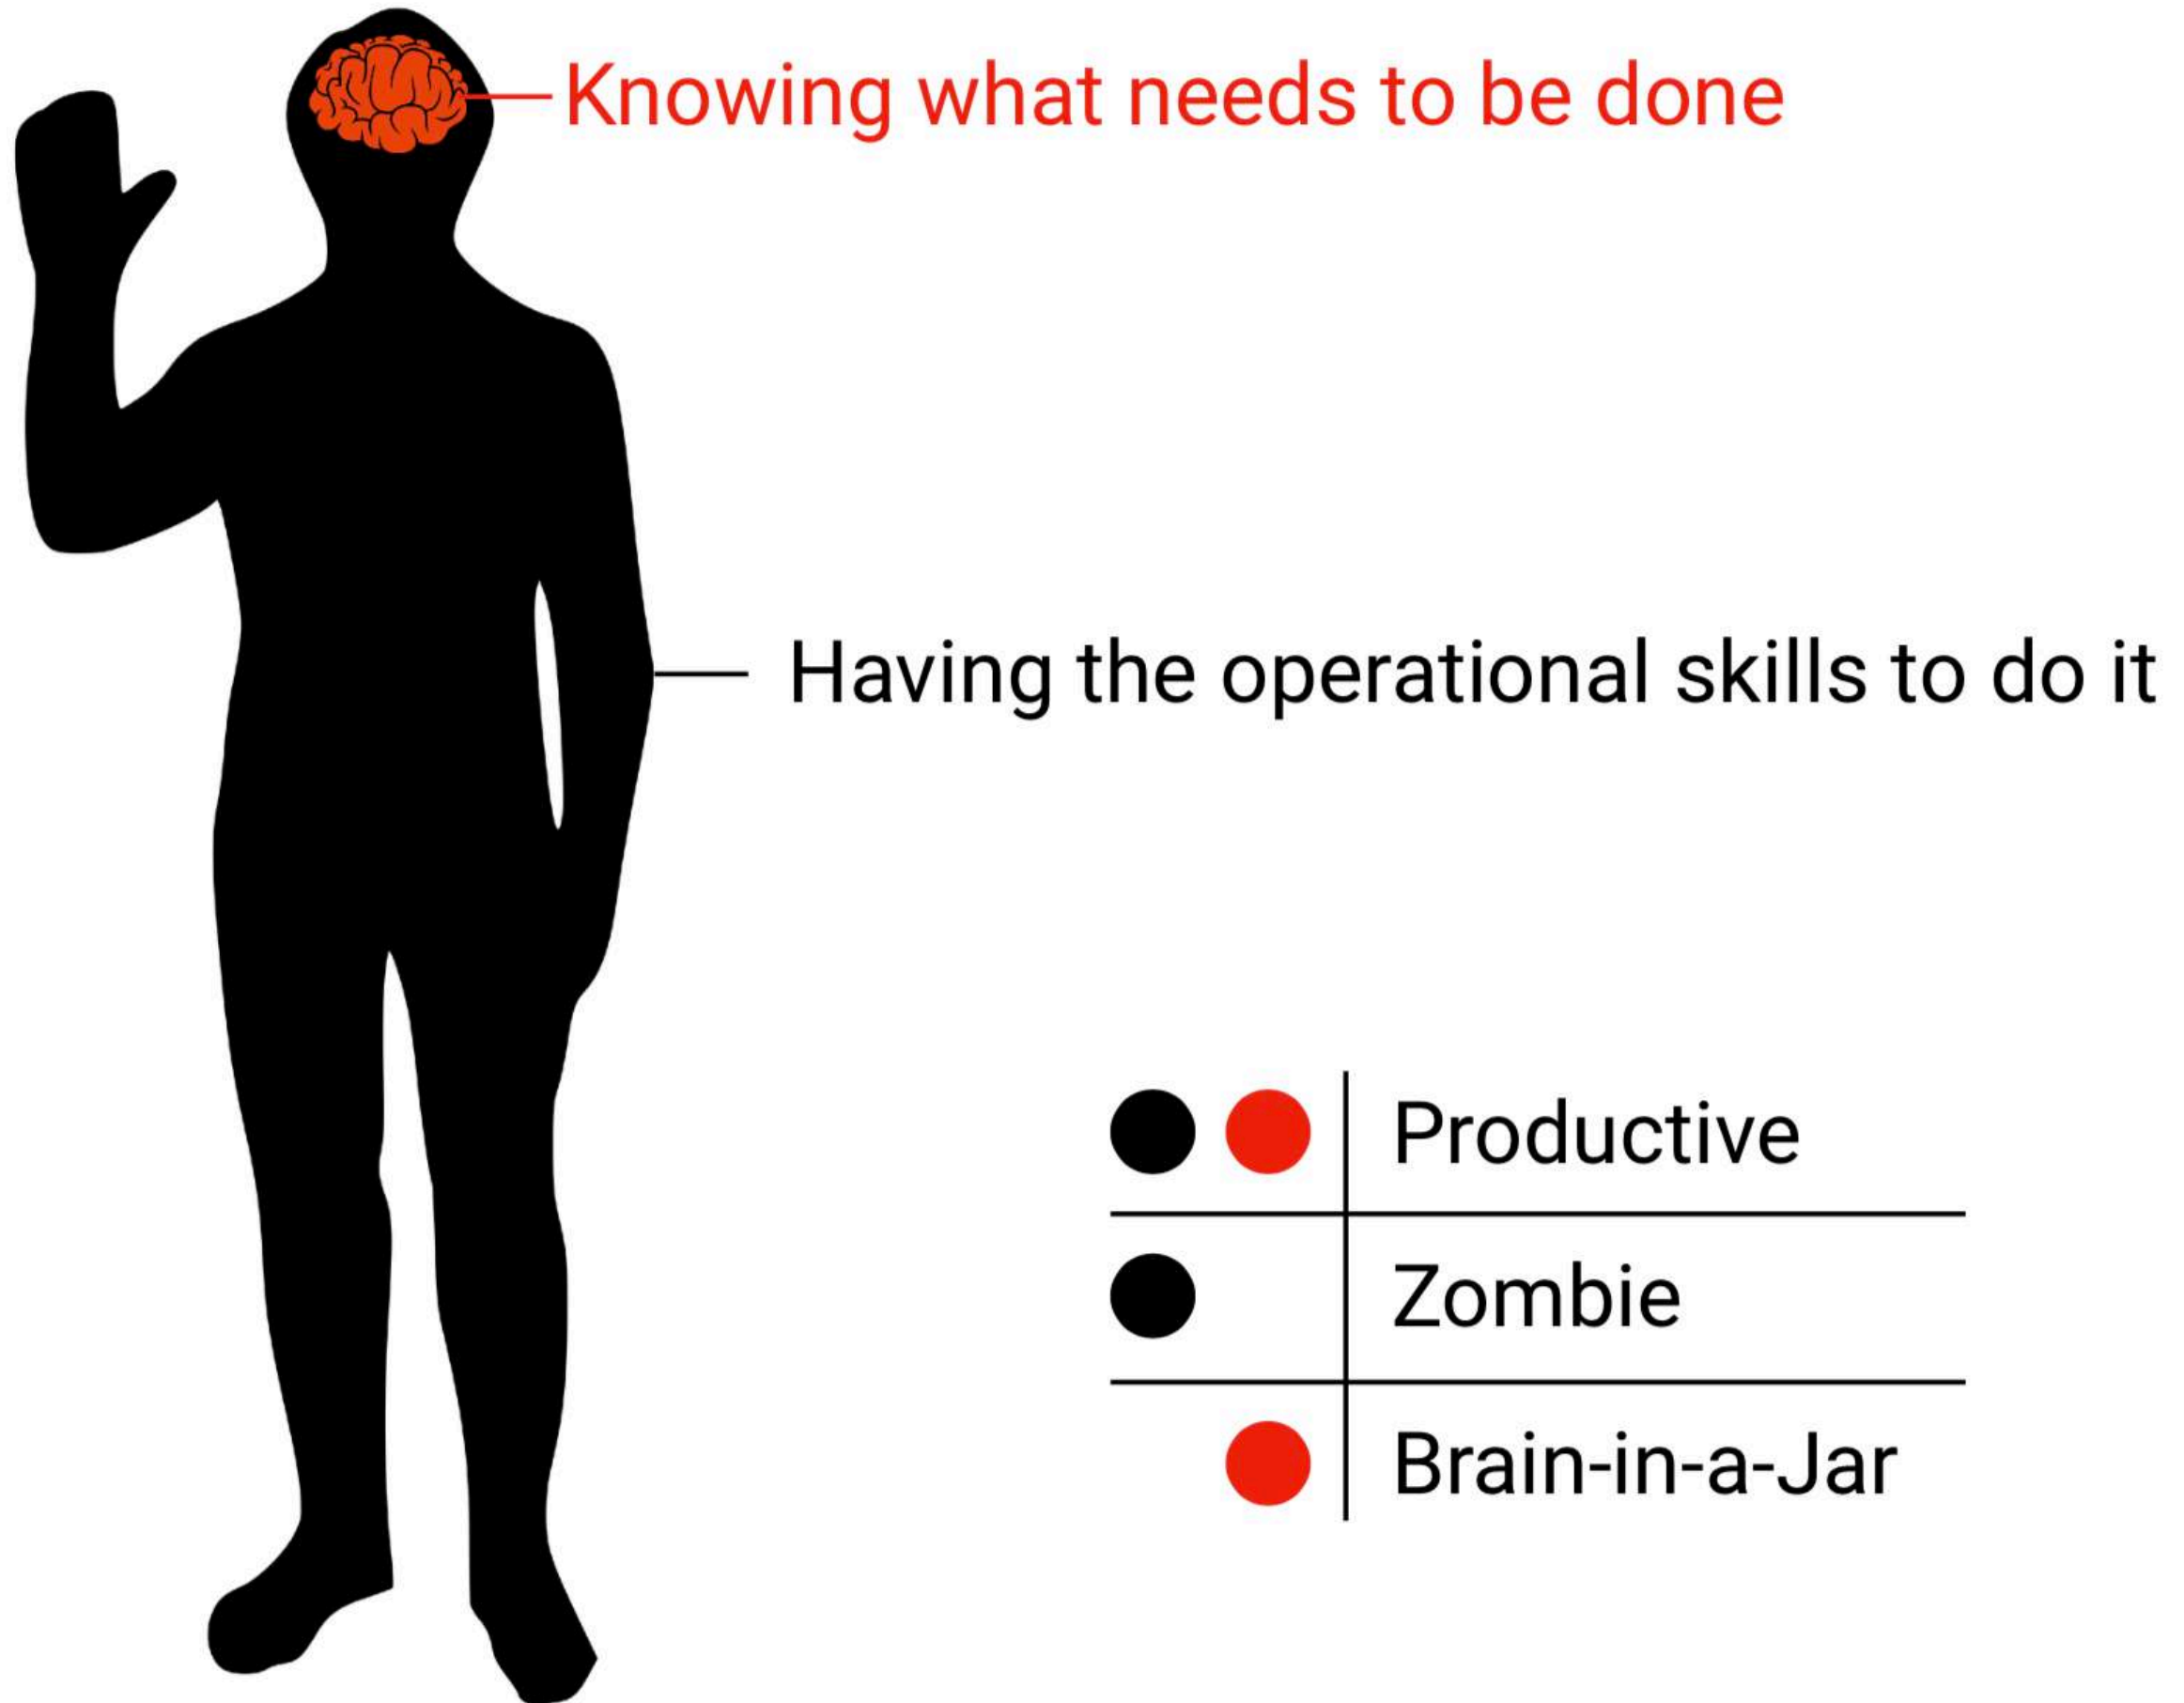 Knowing what needs to be done
Having the operational skills to do it
Productive
Zombie
Brain-in-a-Jar